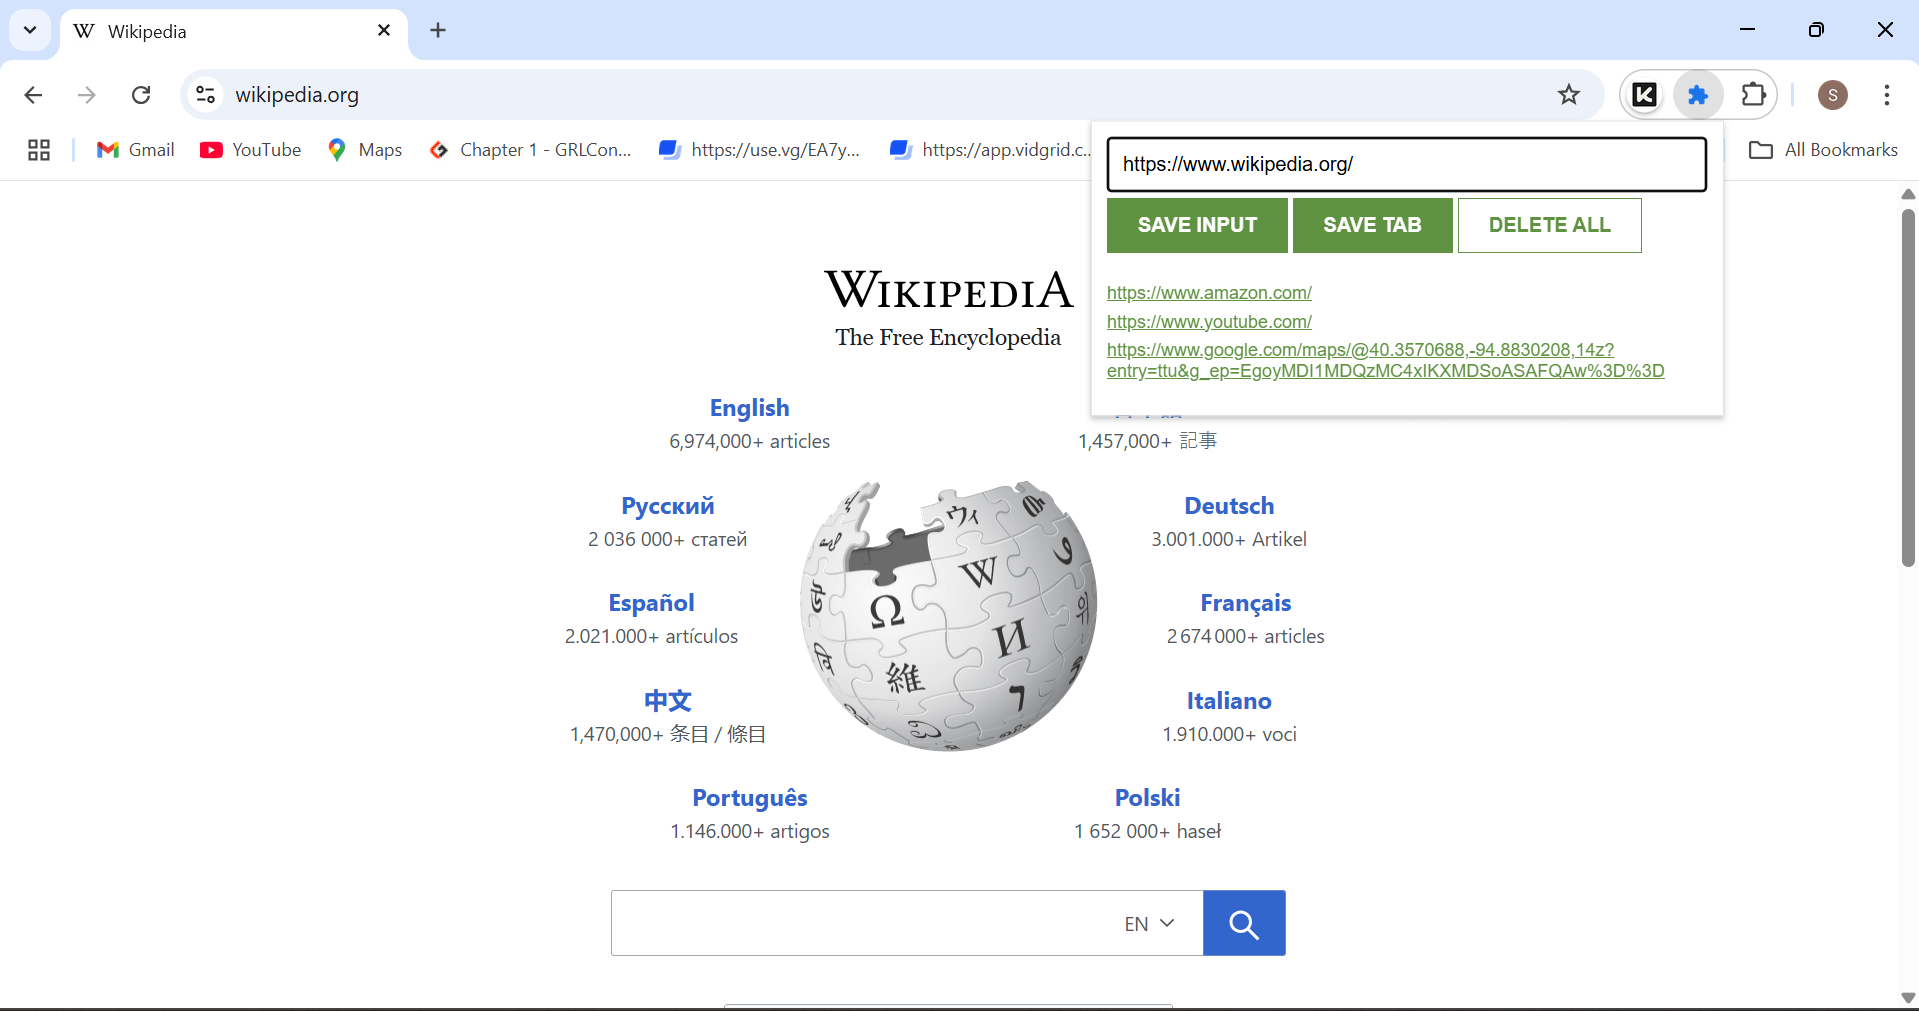 Wikipedia
wikipedia.org
S
Gmail
YouTube
Maps
Chapter 1 - GRLCon...
https://use.vg/EA7y...
https://app.vidgrid.c...
All Bookmarks
https://www.wikipedia.org/
SAVE INPUT
SAVE TAB
DELETE ALL
https://www.amazon.com/
https://www.youtube.com/
https://www.google.com/maps/@40.3570688,-94.8830208,14z?
entry=ttu&g_ep=EgoyMDI1MDQzMC4xIKXMDSoASAFQAw%3D%3D
WIKIPEDIA
The Free Encyclopedia
English
6,974,000+ articles
1,457,000+ 記事
Русский
2 036 000+ статей
Deutsch
3.001.000+ Artikel
Español
2.021.000+ artículos
Français
2 674 000+ articles
中文
1,470,000+ 条目 / 條目
Italiano
1.910.000+ voci
Português
1.146.000+ artigos
Polski
1 652 000+ haseł
ウィ
W
Ω
И
維
EN